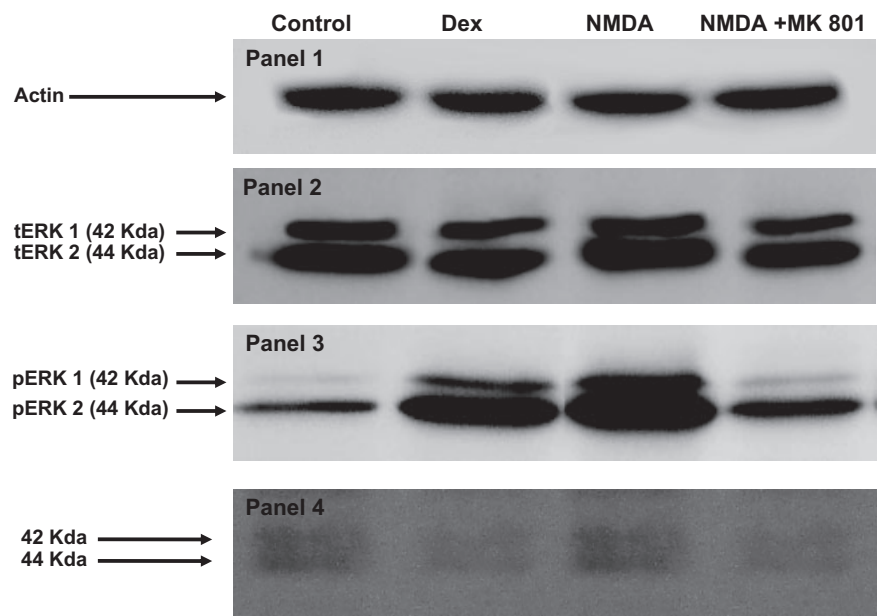 Control Dex NMDA NMDA +MK 801
Panel 1
Actin
Panel 2
tERK 1 (42 Kda)
tERK 2 (44 Kda)
Panel 3
pERK 1 (42 Kda)
pERK 2 (44 Kda)
Panel 4
42 Kda
44 Kda